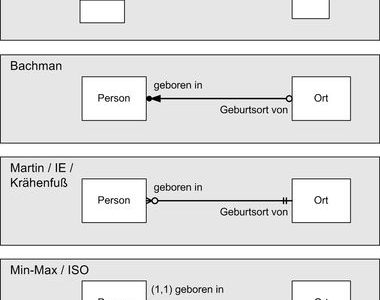 Bachman
geboren in
Person
Ort
Geburtsort von
Martin / IE /
Krähenfuß
geboren in
Person
Ort
Geburtsort von
Min-Max / ISO
(1,1) geboren in